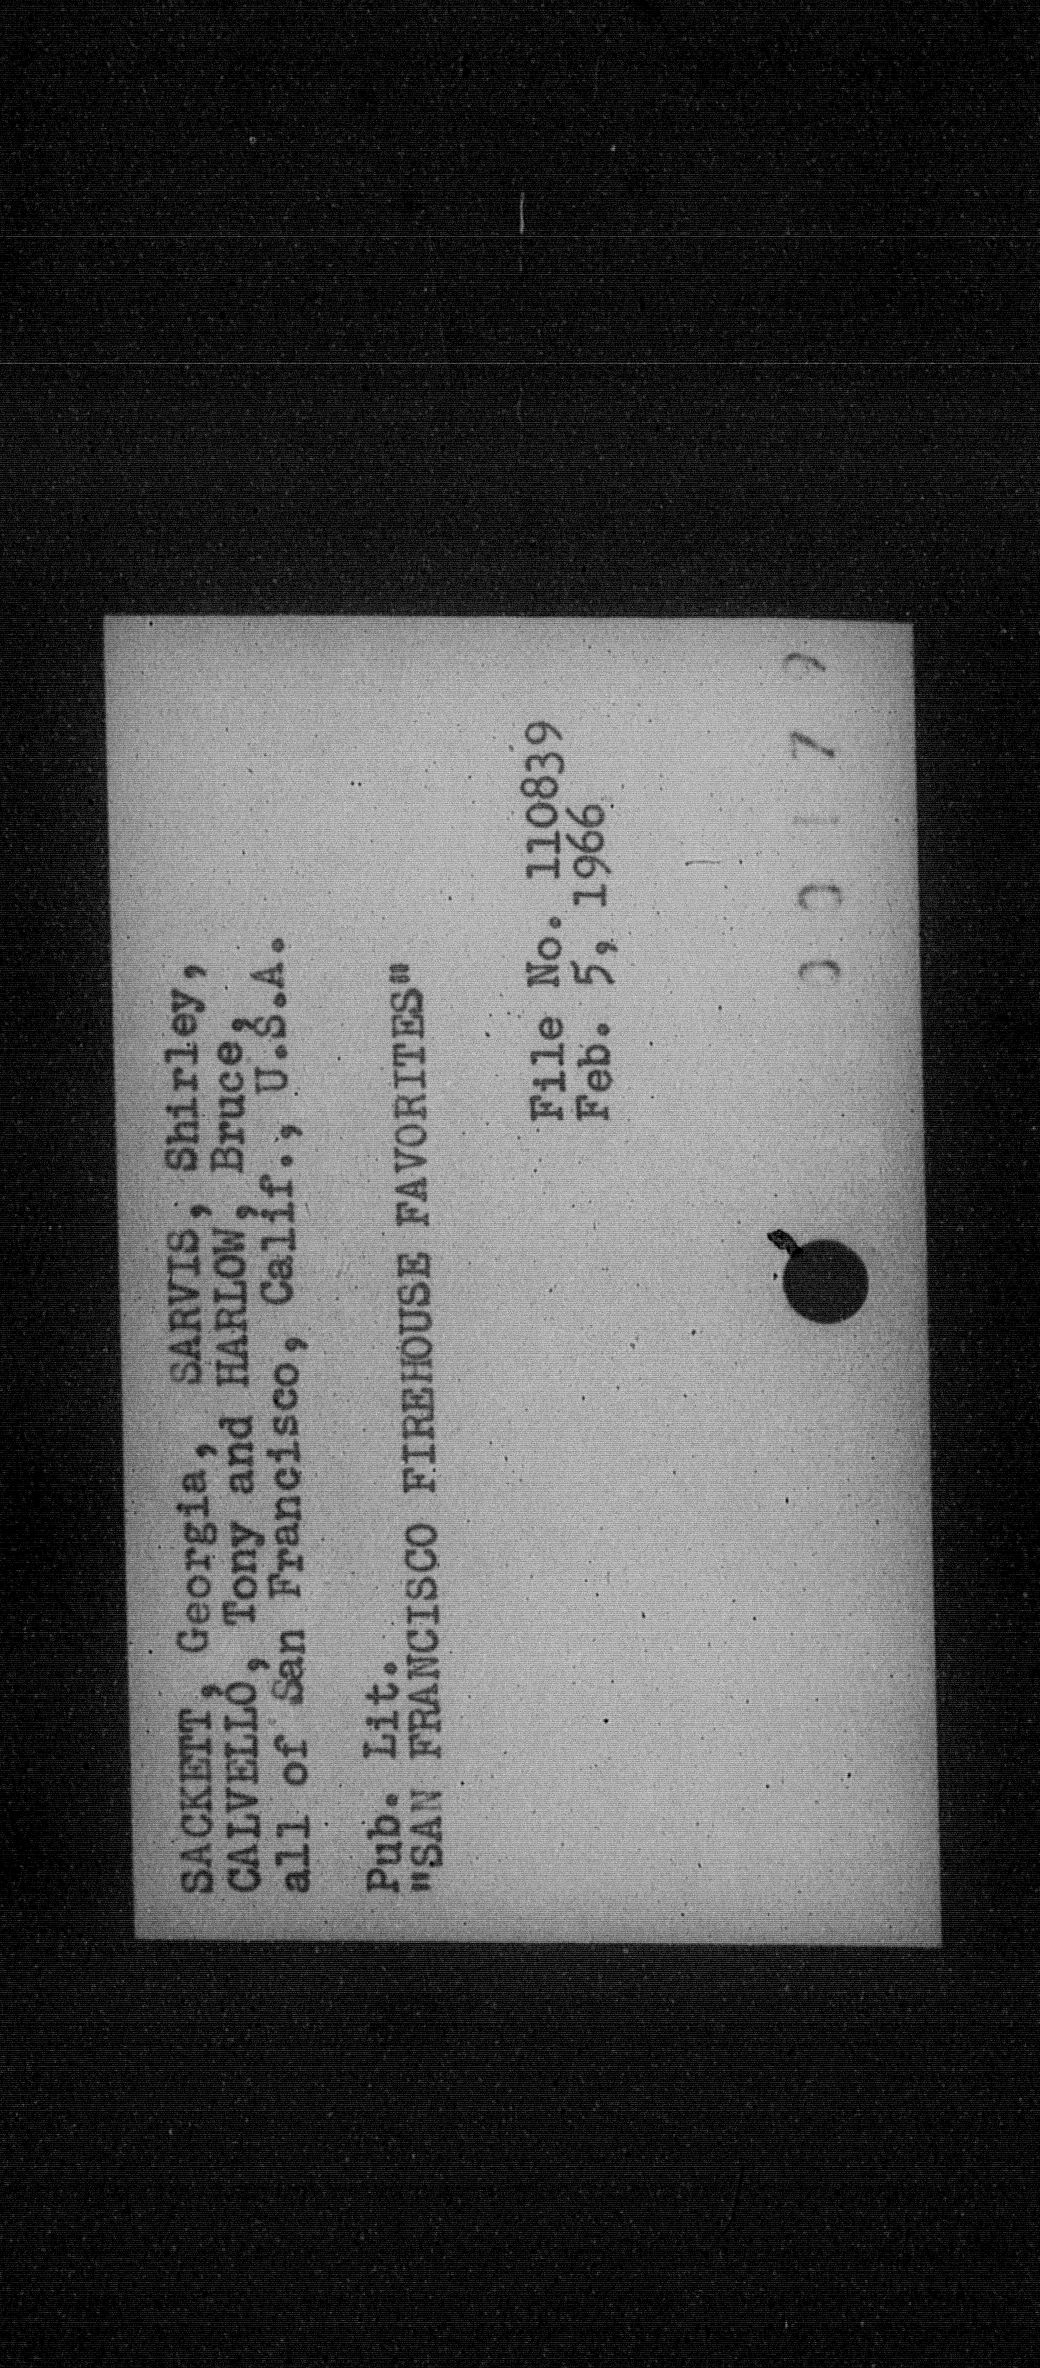 SACKETT, Georgia, SARVIS, Shirley,
CALVELLO, Tony and HARLOW, Bruce,
all of San Francisco, Calif., U.S.A.
Pub. Lit.
"SAN FRANCISCO FIREHOUSE FAVORITES"
File No. 110839
Feb. 5, 1966